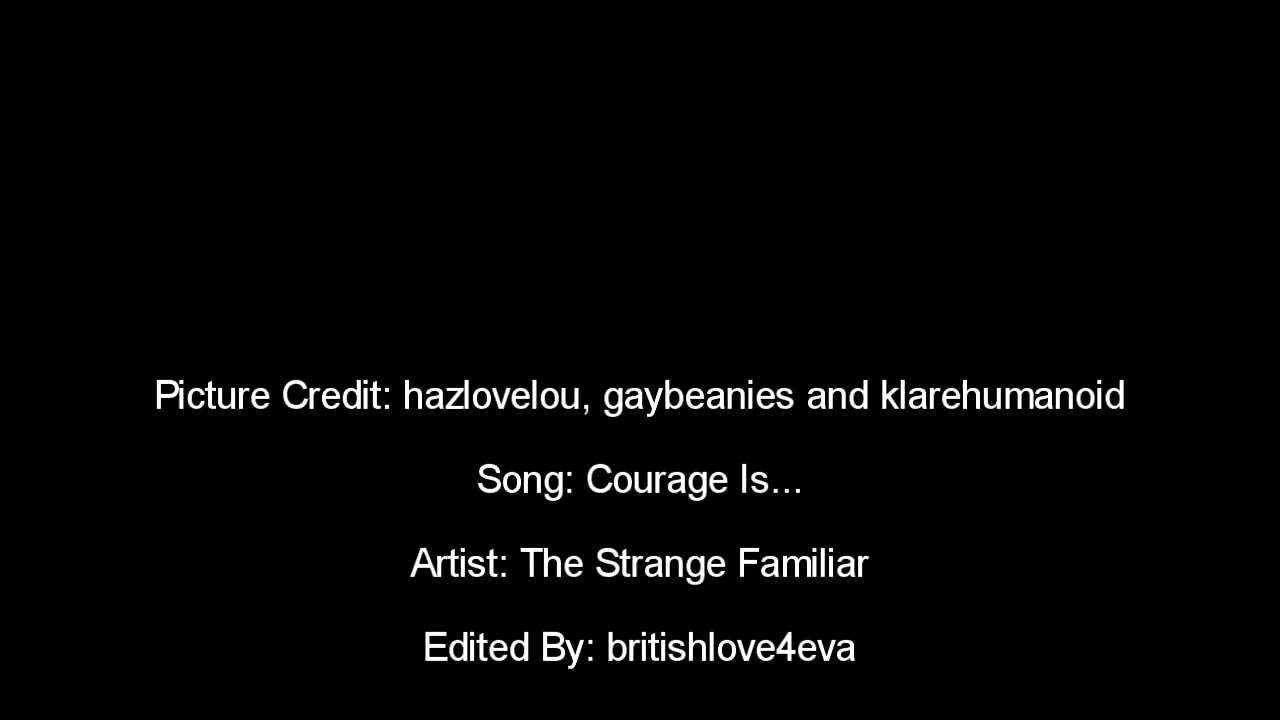 Picture Credit: hazlovelou, gaybeanies and klarehumanoid
Song: Courage Is...
Artist: The Strange Familiar
Edited By: britishlove4eva